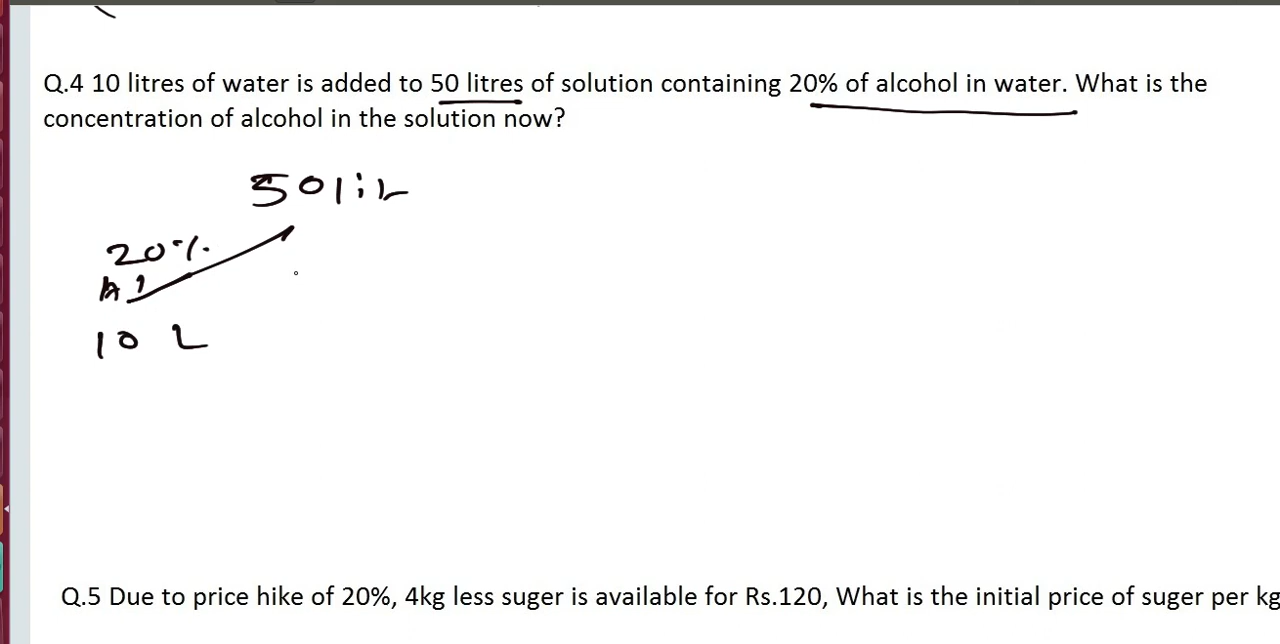 Q.4 10 litres of water is added to 50 litres of solution containing 20% of alcohol in water. What is the
concentration of alcohol in the solution now?
50lit
20%
Al
10 L
Q.5 Due to price hike of 20%, 4kg less suger is available for Rs.120, What is the initial price of suger per kg